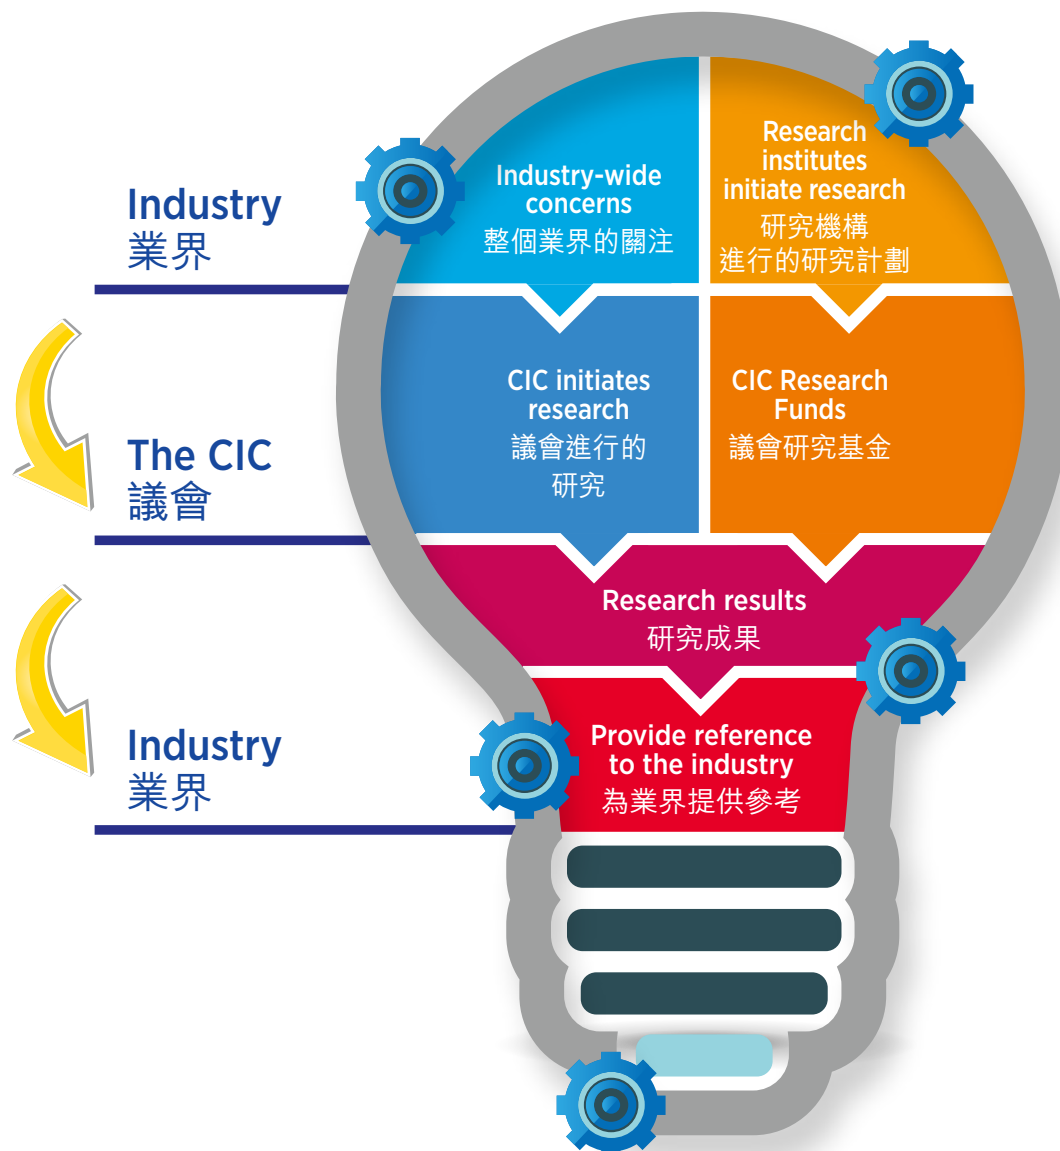 Industry
業界
Industry-wide
concerns
整個業界的關注
Research
institutes
initiate research
研究機構
進行的研究計劃
The CIC
議會
CIC initiates
research
議會進行的
研究
CIC Research
Funds
議會研究基金
Research results
研究成果
Industry
業界
Provide reference
to the industry
為業界提供參考